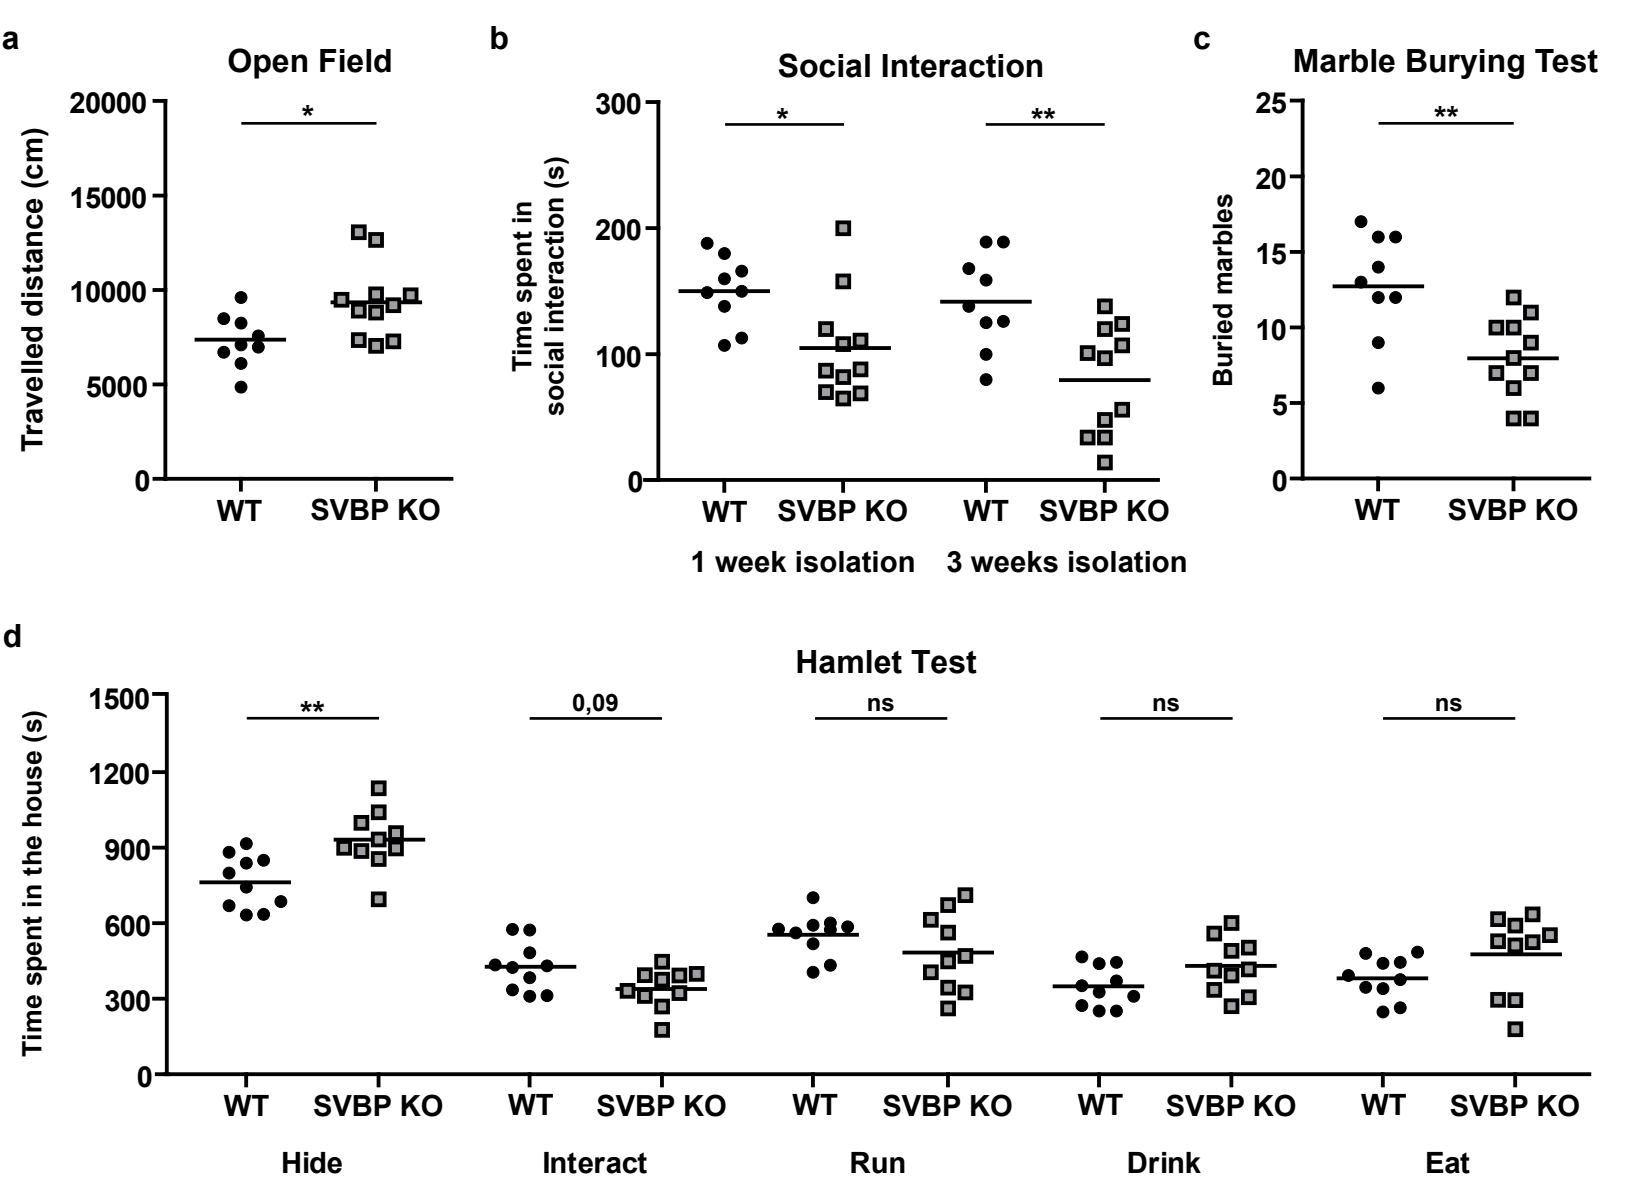 a
Open Field
Travelled distance (cm)
20000
15000
10000
5000
0
*
WT SVBP KO
b
Social Interaction
Time spent in
social interaction (s)
300
200
100
0
* **
WT SVBP KO WT SVBP KO
1 week isolation 3 weeks isolation
c
Marble Burying Test
Buried marbles
25
20
15
10
5
0
**
WT SVBP KO
d
Hamlet Test
Time spent in the house (s)
1500
1200
900
600
300
0
** 0,09 ns ns ns
WT SVBP KO WT SVBP KO WT SVBP KO WT SVBP KO WT SVBP KO
Hide Interact Run Drink Eat